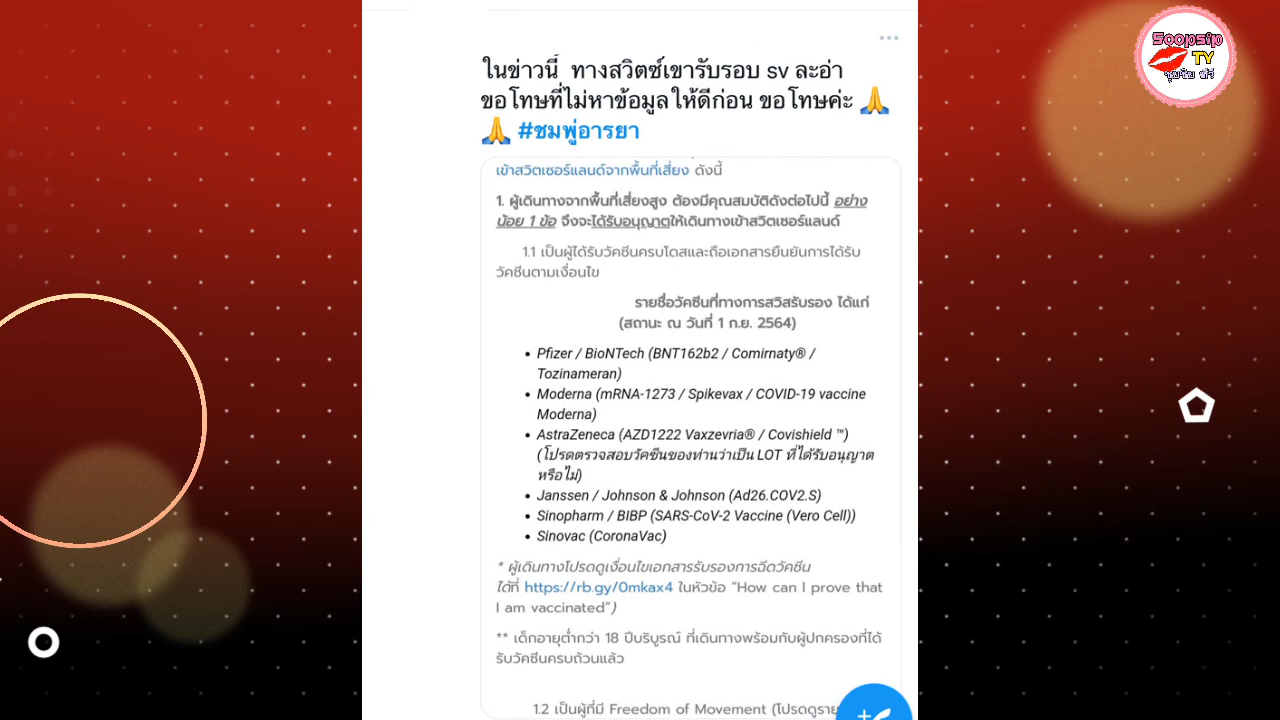 Soopsip
TV
ซุบซิบ ทีวี
ในข่าวนี้ ทางสวิตซ์เขารับรอบ sv ละอ่า
ขอโทษที่ไม่หาข้อมูลให้ดีก่อน ขอโทษค่ะ 🙏
🙏 #ชมพู่อารยา
เข้าสวิตเซอร์แลนด์จากพื้นที่เสี่ยง ดังนี้
1. ผู้เดินทางจากพื้นที่เสี่ยงสูง ต้องมีคุณสมบัติดังต่อไปนี้ อย่าง
น้อย 1 ข้อ จึงจะได้รับอนุญาตให้เดินทางเข้าสวิตเซอร์แลนด์
1.1 เป็นผู้ได้รับวัคซีนครบโดสและถือเอกสารยืนยันการได้รับ
วัคซีนตามเงื่อนไข
รายชื่อวัคซีนที่ทางการสวิสรับรอง ได้แก่
(สถานะ ณ วันที่ 1 ก.ย. 2564)
• Pfizer / BioNTech (BNT162b2 / Comirnaty® /
Tozinameran)
• Moderna (mRNA-1273 / Spikevax / COVID-19 vaccine
Moderna)
• AstraZeneca (AZD1222 Vaxzevria® / Covishield ™)
(โปรดตรวจสอบวัคซีนของท่านว่าเป็น LOT ที่ได้รับอนุญาต
หรือไม่)
• Janssen / Johnson & Johnson (Ad26.COV2.S)
• Sinopharm / BIBP (SARS-CoV-2 Vaccine (Vero Cell))
• Sinovac (CoronaVac)
* ผู้เดินทางโปรดดูเงื่อนไขเอกสารรับรองการฉีดวัคซีน
ได้ที่ https://rb.gy/0mkax4 ในหัวข้อ “How can I prove that
I am vaccinated”)
** เด็กอายุต่ำกว่า 18 ปีบริบูรณ์ ที่เดินทางพร้อมกับผู้ปกครองที่ได้
รับวัคซีนครบถ้วนแล้ว
1.2 เป็นผู้ที่มี Freedom of Movement (โปรดดูราย